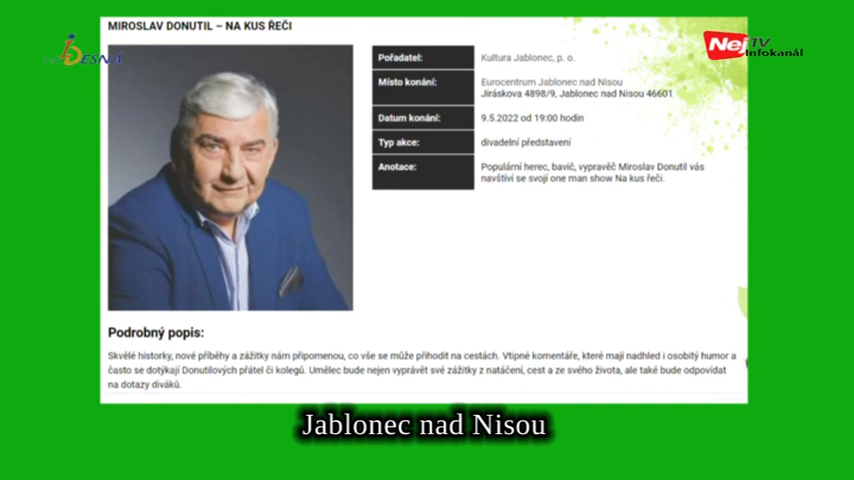 MIROSLAV DONUTIL – NA KUS ŘEČI
DESNÁ
Nej TV
Infokanál
Pořadatel: Kultura Jablonec, p. o.
Místo konání: Eurocentrum Jablonec nad Nisou
Jiráskova 4898/9, Jablonec nad Nisou 46601
Datum konání: 9.5.2022 od 19:00 hodin
Typ akce: divadelní představení
Anotace: Populární herec, bavič, vypravěč Miroslav Donutil vás
navštíví se svojí one man show Na kus řeči.
Podrobný popis:
Skvělé historky, nové příběhy a zážitky nám připomenou, co vše se může přihodit na cestách. Vtipné komentáře, které mají nadhled i osobitý humor a
často se dotýkají Donutilových přátel či kolegů. Umělec bude nejen vyprávět své zážitky z natáčení, cest a ze svého života, ale také bude odpovídat
na dotazy diváků.
Jablonec nad Nisou